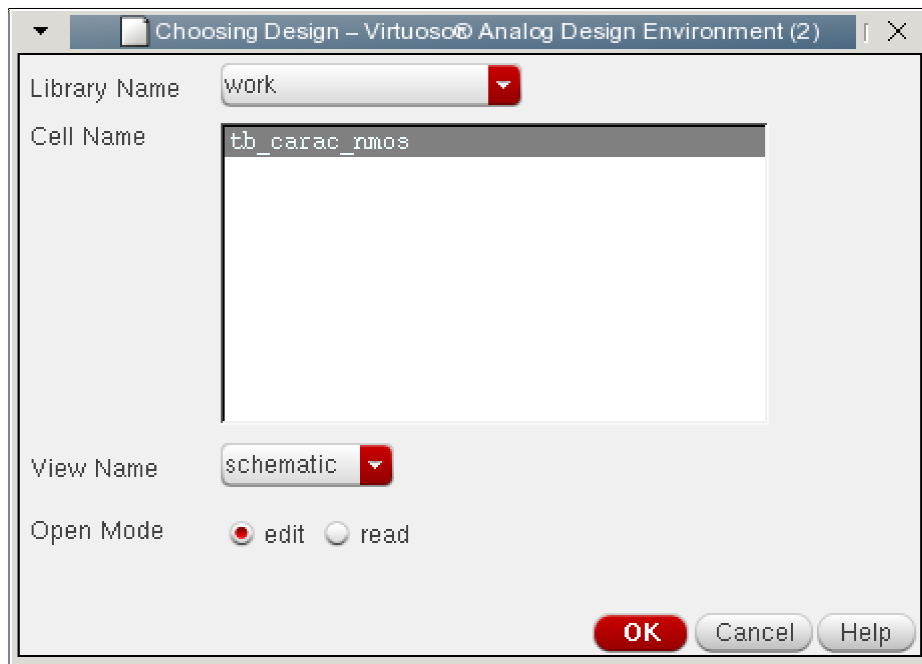 Choosing Design – Virtuoso® Analog Design Environment (2)
Library Name work
Cell Name
tb_carac_nmos
View Name schematic
Open Mode edit read
OK Cancel Help